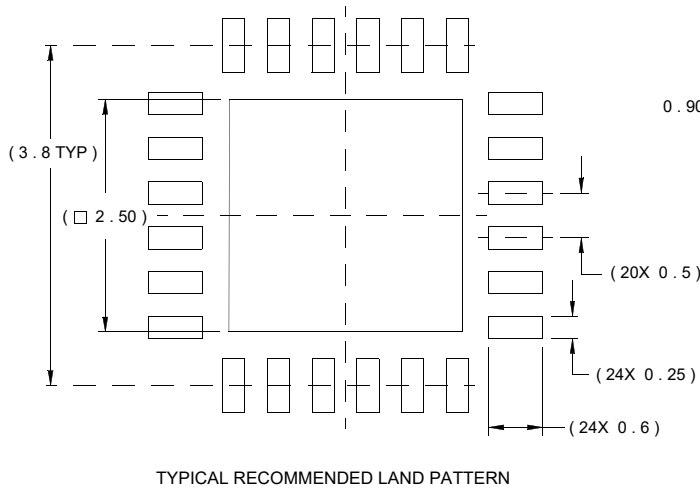 0.90
( 3 . 8 TYP )
( □ 2 . 50 )
( 20X 0 . 5 )
( 24X 0 . 25 )
( 24X 0 . 6 )
TYPICAL RECOMMENDED LAND PATTERN